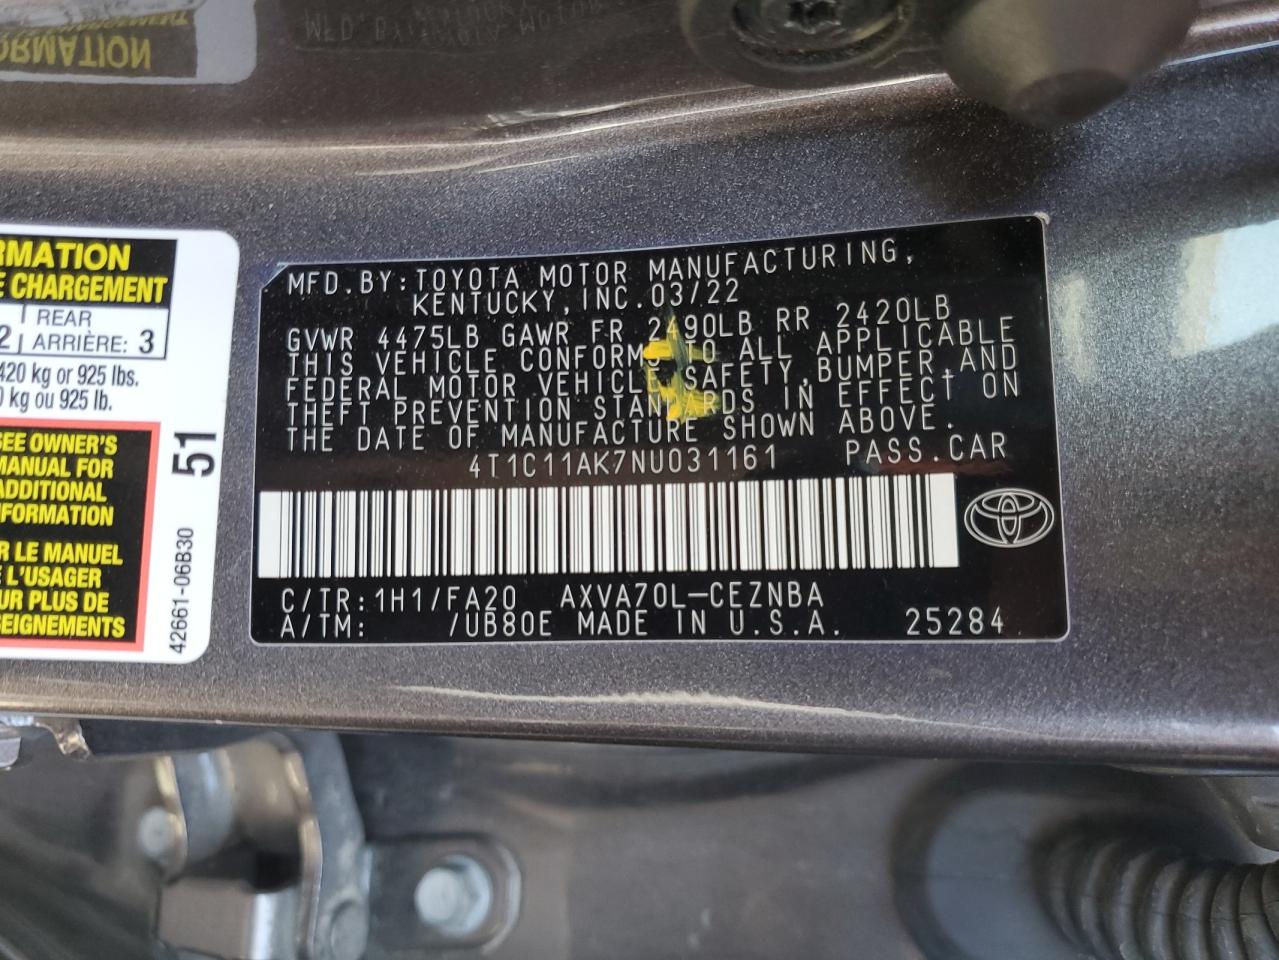 RMATION
E CHARGEMENT
2 REAR
ARRIÈRE: 3
420 kg or 925 lbs.
0 kg ou 925 lb.
SEE OWNER'S
MANUAL FOR
ADDITIONAL
FORMATION
R LE MANUEL
L'USAGER
UR PLUS DE
SEIGNEMENTS
51
42661-06B30
MFD.BY:TOYOTA MOTOR MANUFACTURING,
KENTUCKY,INC.03/22
GVWR 4475LB GAWR FR 2490LB RR 2420LB
THIS VEHICLE CONFORMS TO ALL APPLICABLE
FEDERAL MOTOR VEHICLE SAFETY,BUMPER,AND
THEFT PREVENTION STANDARDS IN EFFECT ON
THE DATE OF MANUFACTURE SHOWN ABOVE.
4T1C11AK7NU031161 PASS.CAR
C/TR:1H1/FA20 AXVA70L-CEZNBA
A/TM: /UB80E MADE IN U.S.A. 25284